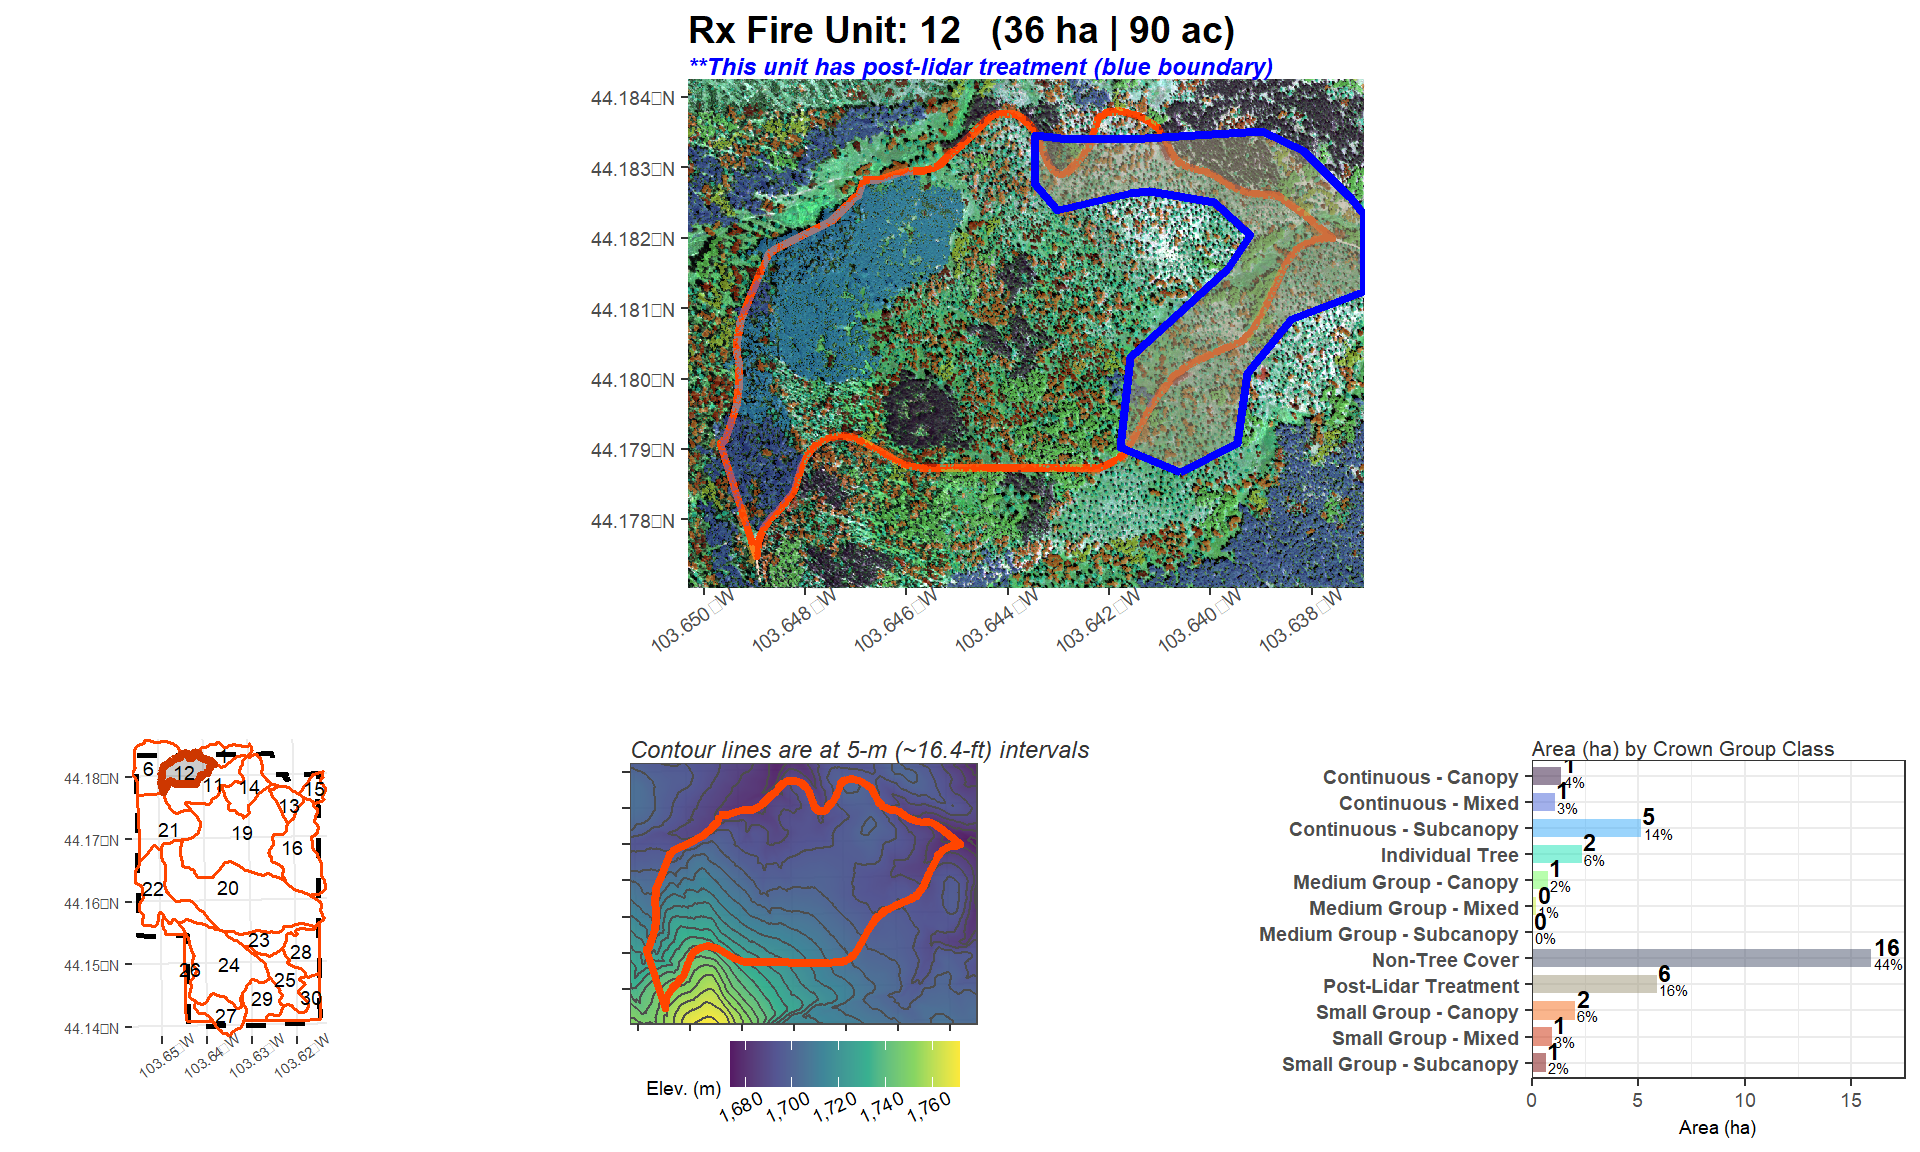 Rx Fire Unit: 12 (36 ha | 90 ac)
**This unit has post-lidar treatment (blue boundary)
44.184□N
44.183□N
44.182□N
44.181□N
44.180□N
44.179□N
44.178□N
103.650□W
103.648□W
103.646□W
103.644□W
103.642□W
103.640□W
103.638□W
44.18□N
44.17□N
44.16□N
44.15□N
44.14□N
6
12
11
14
15
13
21
19
16
22
20
23
28
26
24
25
29
30
27
103.65□W
103.64□W
103.63□W
103.62□W
Contour lines are at 5-m (~16.4-ft) intervals
Elev. (m)
1,680
1,700
1,720
1,740
1,760
Area (ha) by Crown Group Class
Continuous - Canopy
1
4%
Continuous - Mixed
1
3%
Continuous - Subcanopy
5
14%
Individual Tree
2
6%
Medium Group - Canopy
1
2%
Medium Group - Mixed
0
1%
Medium Group - Subcanopy
0
0%
Non-Tree Cover
16
44%
Post-Lidar Treatment
6
16%
Small Group - Canopy
2
6%
Small Group - Mixed
1
3%
Small Group - Subcanopy
1
2%
0
5
10
15
Area (ha)